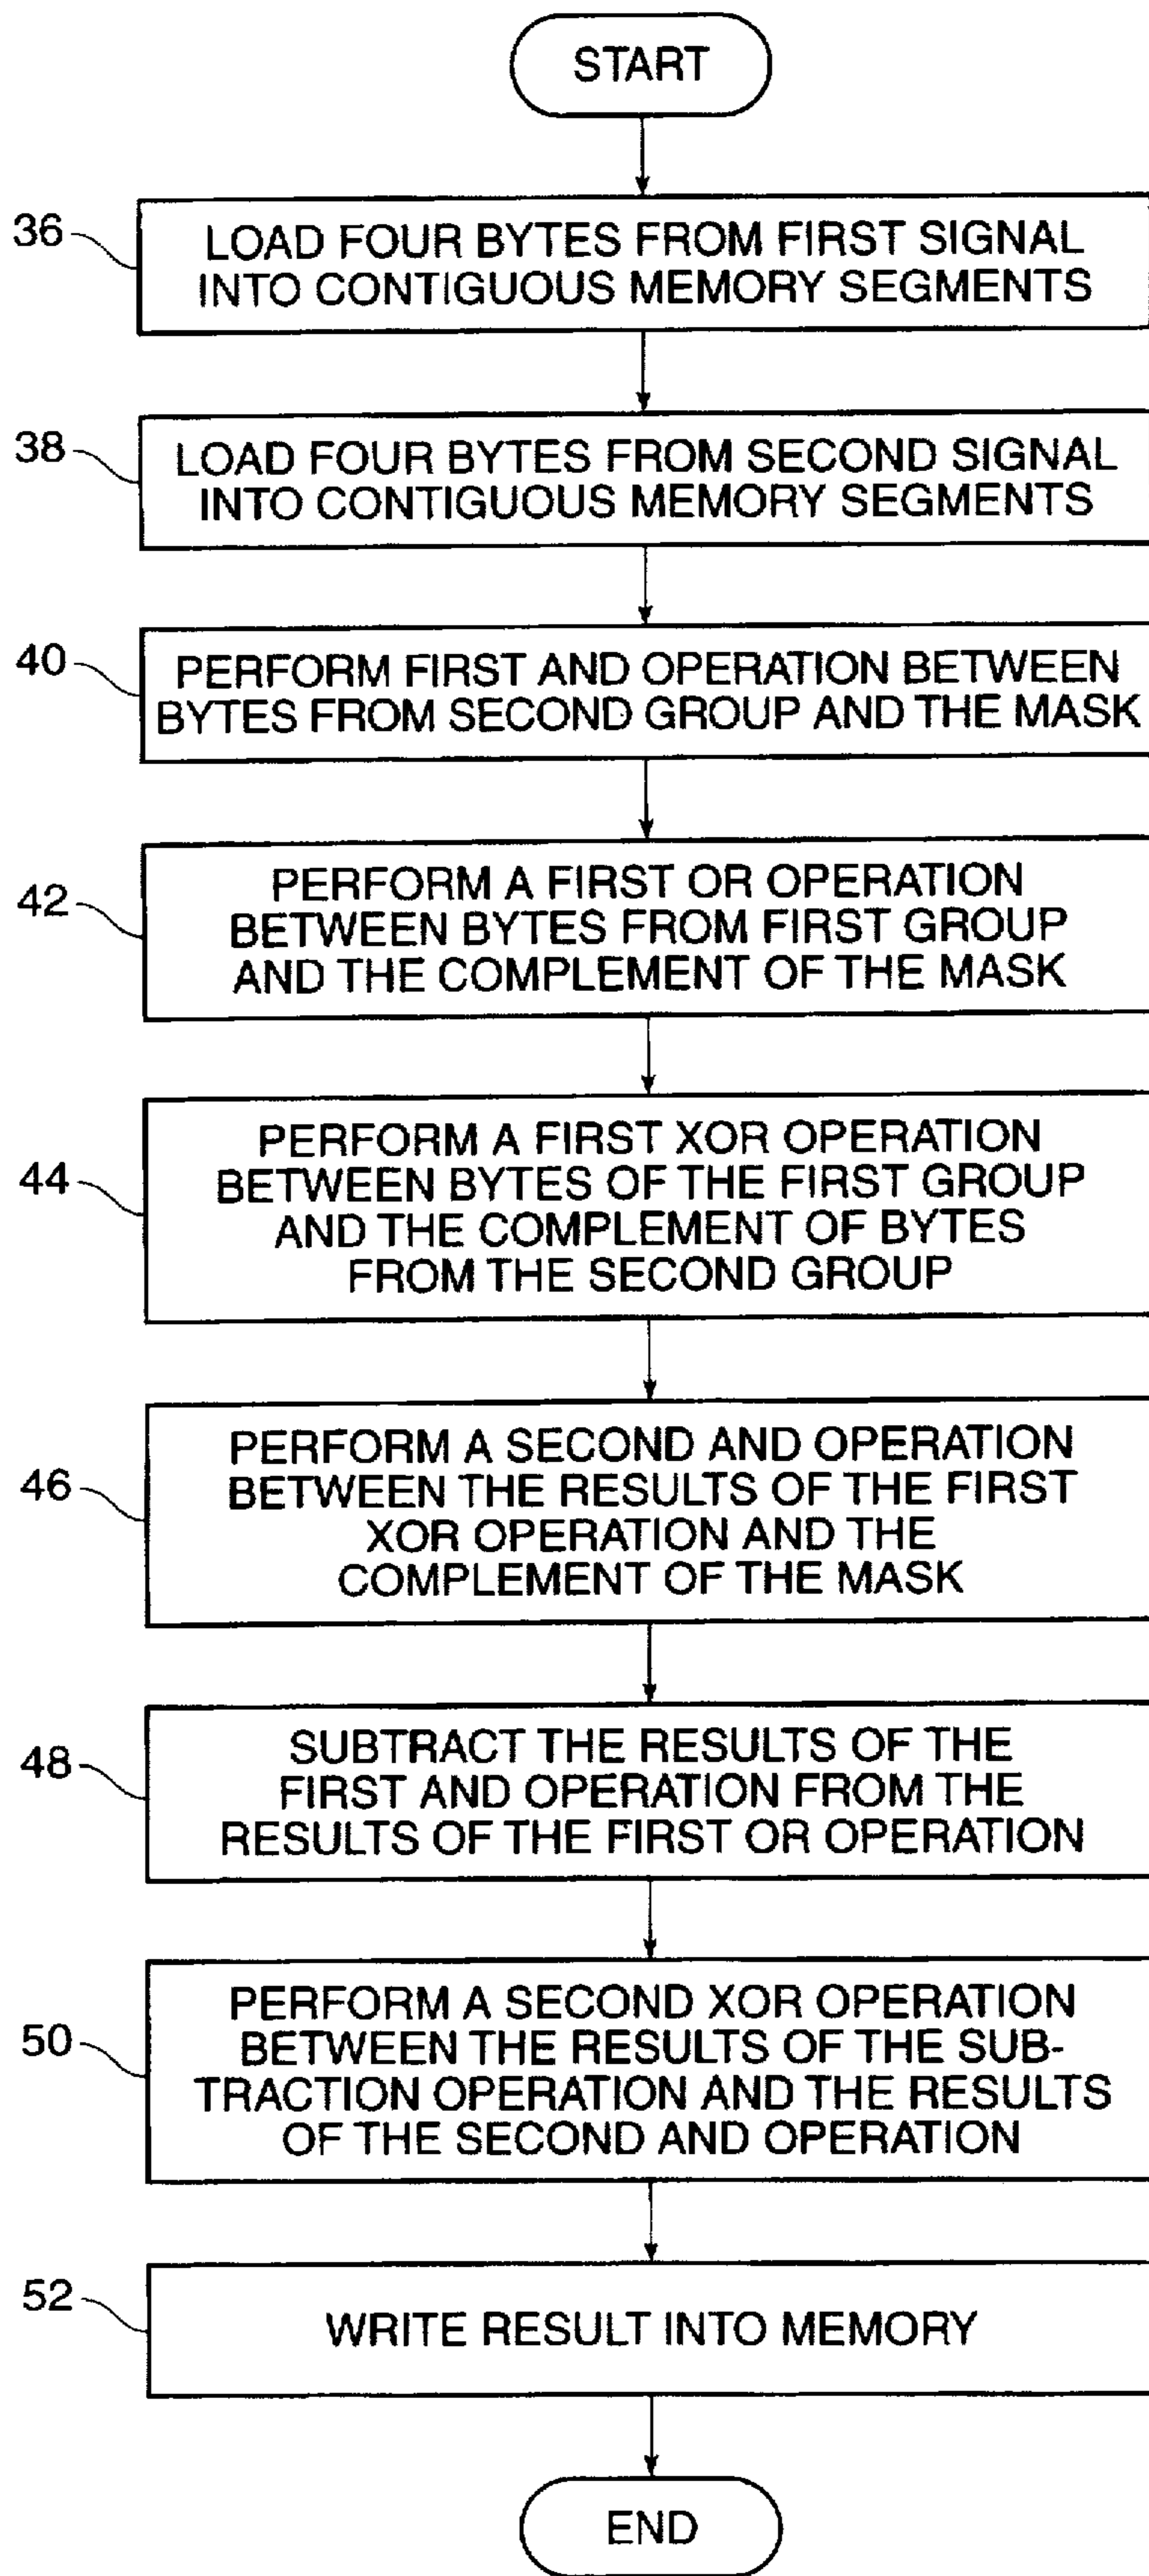 START
36
LOAD FOUR BYTES FROM FIRST SIGNAL
INTO CONTIGUOUS MEMORY SEGMENTS
38
LOAD FOUR BYTES FROM SECOND SIGNAL
INTO CONTIGUOUS MEMORY SEGMENTS
40
PERFORM FIRST AND OPERATION BETWEEN
BYTES FROM SECOND GROUP AND THE MASK
42
PERFORM A FIRST OR OPERATION
BETWEEN BYTES FROM FIRST GROUP
AND THE COMPLEMENT OF THE MASK
44
PERFORM A FIRST XOR OPERATION
BETWEEN BYTES OF THE FIRST GROUP
AND THE COMPLEMENT OF BYTES
FROM THE SECOND GROUP
46
PERFORM A SECOND AND OPERATION
BETWEEN THE RESULTS OF THE FIRST
XOR OPERATION AND THE
COMPLEMENT OF THE MASK
48
SUBTRACT THE RESULTS OF THE
FIRST AND OPERATION FROM THE
RESULTS OF THE FIRST OR OPERATION
50
PERFORM A SECOND XOR OPERATION
BETWEEN THE RESULTS OF THE SUB-
TRACTION OPERATION AND THE RESULTS
OF THE SECOND AND OPERATION
52
WRITE RESULT INTO MEMORY
END